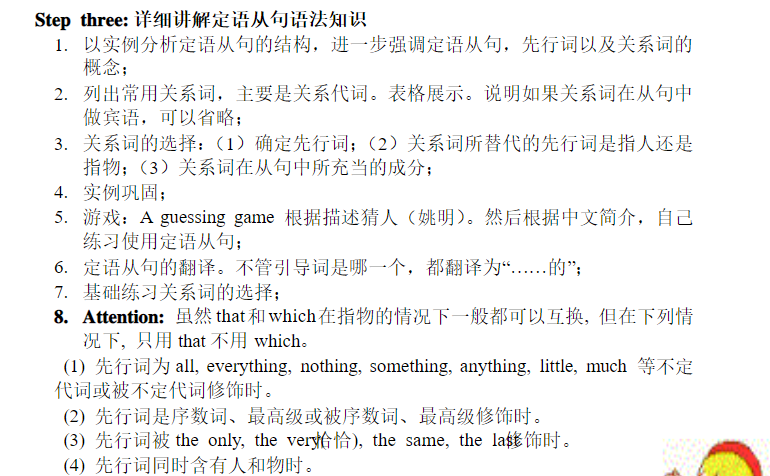 Step three: 详细讲解定语从句语法知识
1. 以实例分析定语从句的结构，进一步强调定语从句，先行词以及关系词的
概念；
2. 列出常用关系词，主要是关系代词。表格展示。说明如果关系词在从句中
做宾语，可以省略；
3. 关系词的选择：（1）确定先行词；（2）关系词所替代的先行词是指人还是
指物；（3）关系词在从句中所充当的成分；
4. 实例巩固；
5. 游戏：A guessing game 根据描述猜人（姚明）。然后根据中文简介，自己
练习使用定语从句；
6. 定语从句的翻译。不管引导词是哪一个，都翻译为“……的”；
7. 基础练习关系词的选择；
8. Attention: 虽然 that 和 which 在指物的情况下一般都可以互换, 但在下列情
况下, 只用 that 不用 which。
(1) 先行词为 all, everything, nothing, something, anything, little, much 等不定
代词或被不定代词修饰时。
(2) 先行词是序数词、最高级或被序数词、最高级修饰时。
(3) 先行词被 the only, the very(恰恰), the same, the last 修饰时。
(4) 先行词同时含有人和物时。